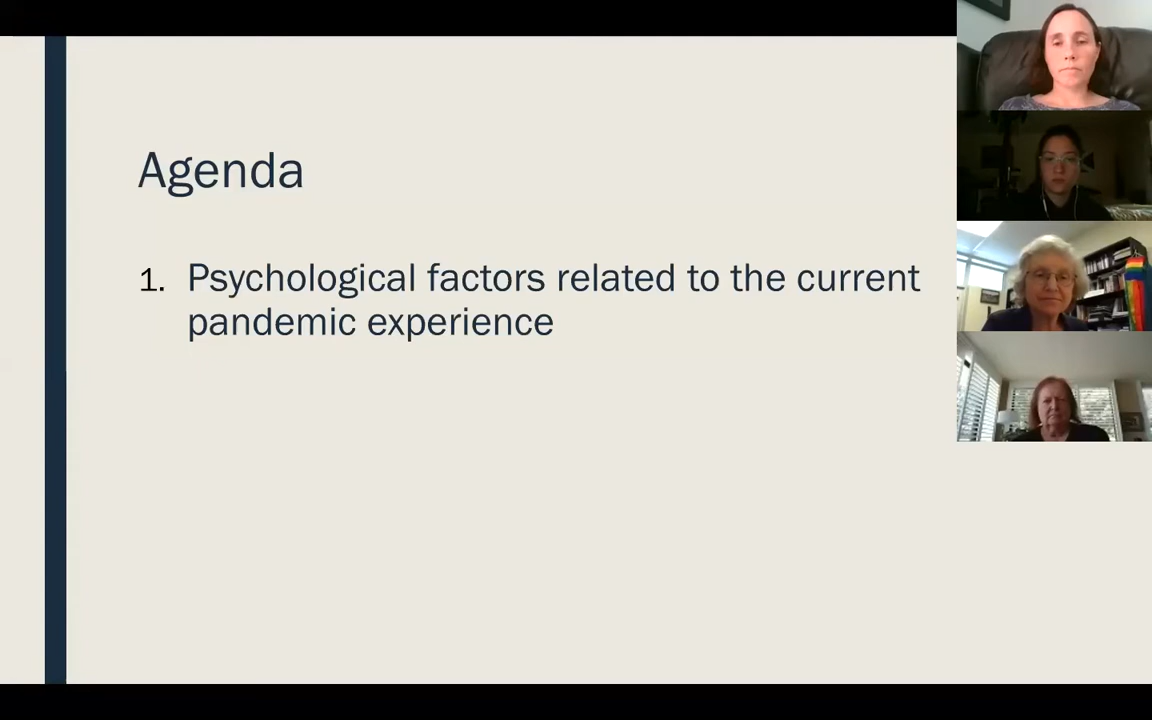 Agenda
1. Psychological factors related to the current
pandemic experience